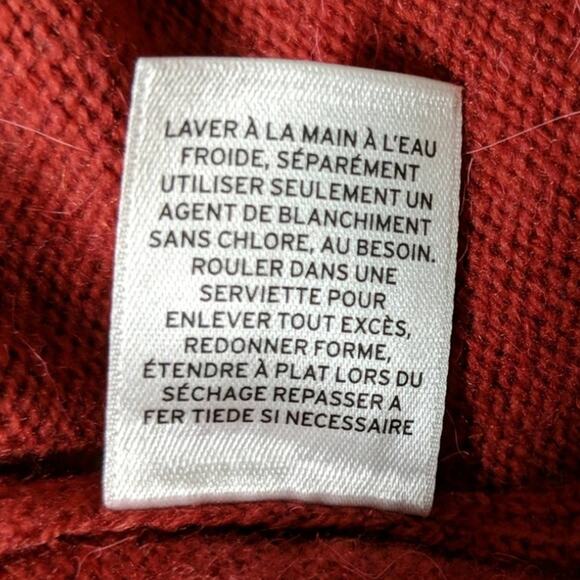 LAVER À LA MAIN À L'EAU
FROIDE, SÉPARÉMENT
UTILISER SEULEMENT UN
AGENT DE BLANCHIMENT
SANS CHLORE, AU BESOIN.
ROULER DANS UNE
SERVIETTE POUR
ENLEVER TOUT EXCÈS,
REDONNER FORME,
ÉTENDRE À PLAT LORS DU
SÉCHAGE REPASSER A
FER TIEDE SI NECESSAIRE